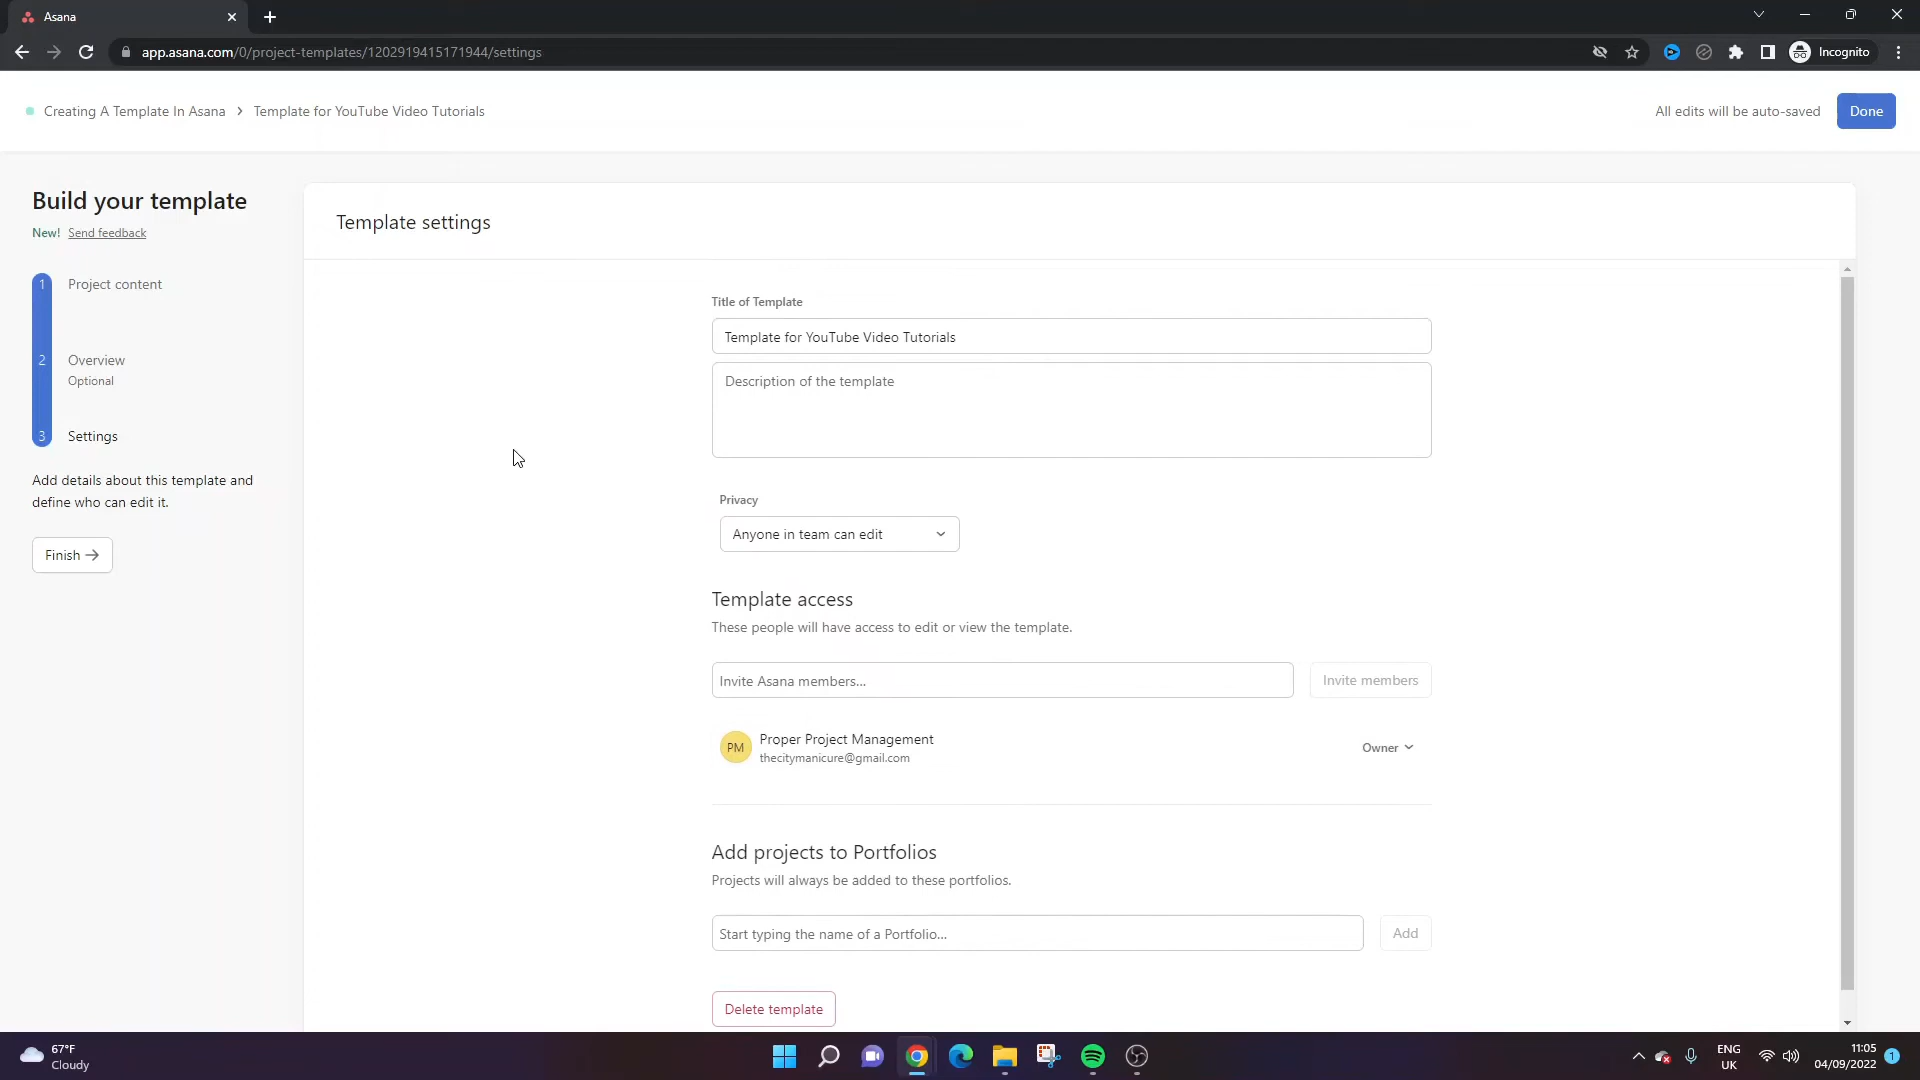 Asana
app.asana.com/0/project-templates/1202919415171944/settings
Incognito
Creating A Template In Asana > Template for YouTube Video Tutorials
All edits will be auto-saved
Done
Build your template
New! Send feedback
1 Project content
2 Overview
Optional
3 Settings
Add details about this template and
define who can edit it.
Finish →
Template settings
Title of Template
Template for YouTube Video Tutorials
Description of the template
Privacy
Anyone in team can edit
Template access
These people will have access to edit or view the template.
Invite Asana members...
Invite members
PM
Proper Project Management
thecitymanicure@gmail.com
Owner
Add projects to Portfolios
Projects will always be added to these portfolios.
Start typing the name of a Portfolio...
Add
Delete template
67°F
Cloudy
ENG
UK
11:05
04/09/2022
1